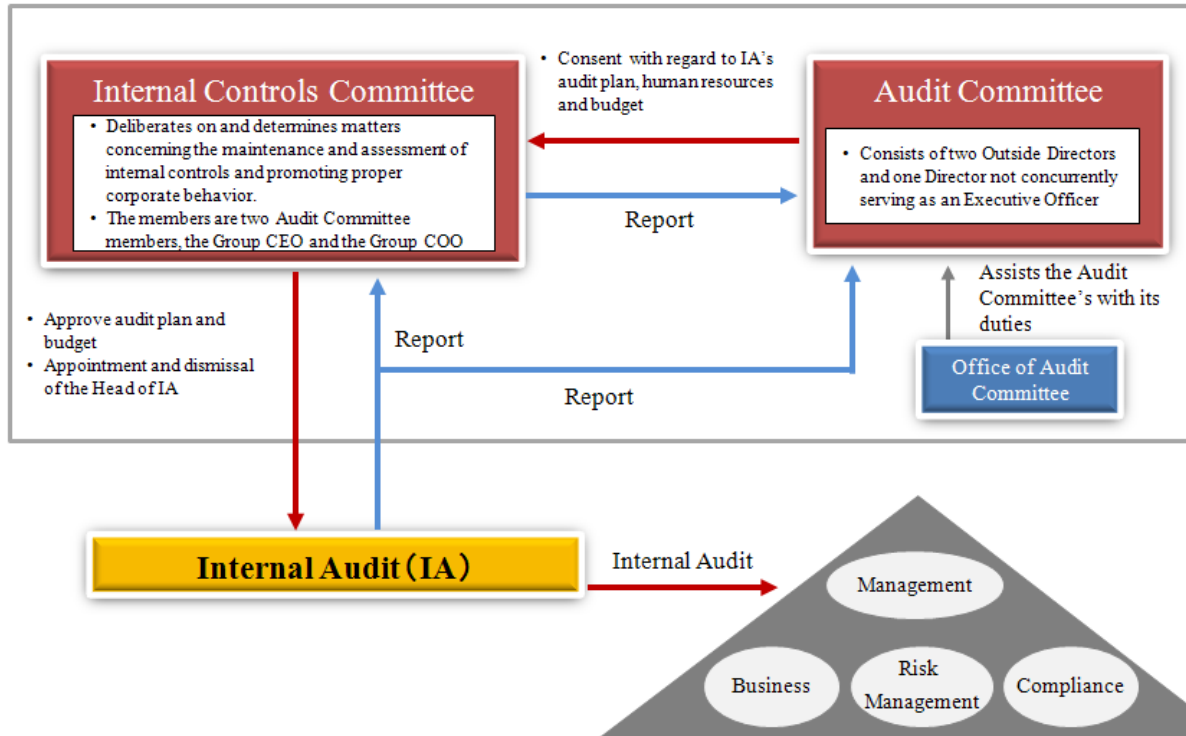 Internal Controls Committee
• Deliberates on and determines matters
concerning the maintenance and assessment of
internal controls and promoting proper
corporate behavior.
• The members are two Audit Committee
members, the Group CEO and the Group COO
• Consent with regard to IA's
audit plan, human resources
and budget
Report
Audit Committee
• Consists of two Outside Directors
and one Director not concurrently
serving as an Executive Officer
Assists the Audit
Committee's with its
duties
Office of Audit
Committee
• Approve audit plan and
budget
• Appointment and dismissal
of the Head of IA
Report
Report
Internal Audit (IA)
Internal Audit
Management
Business
Risk
Management
Compliance